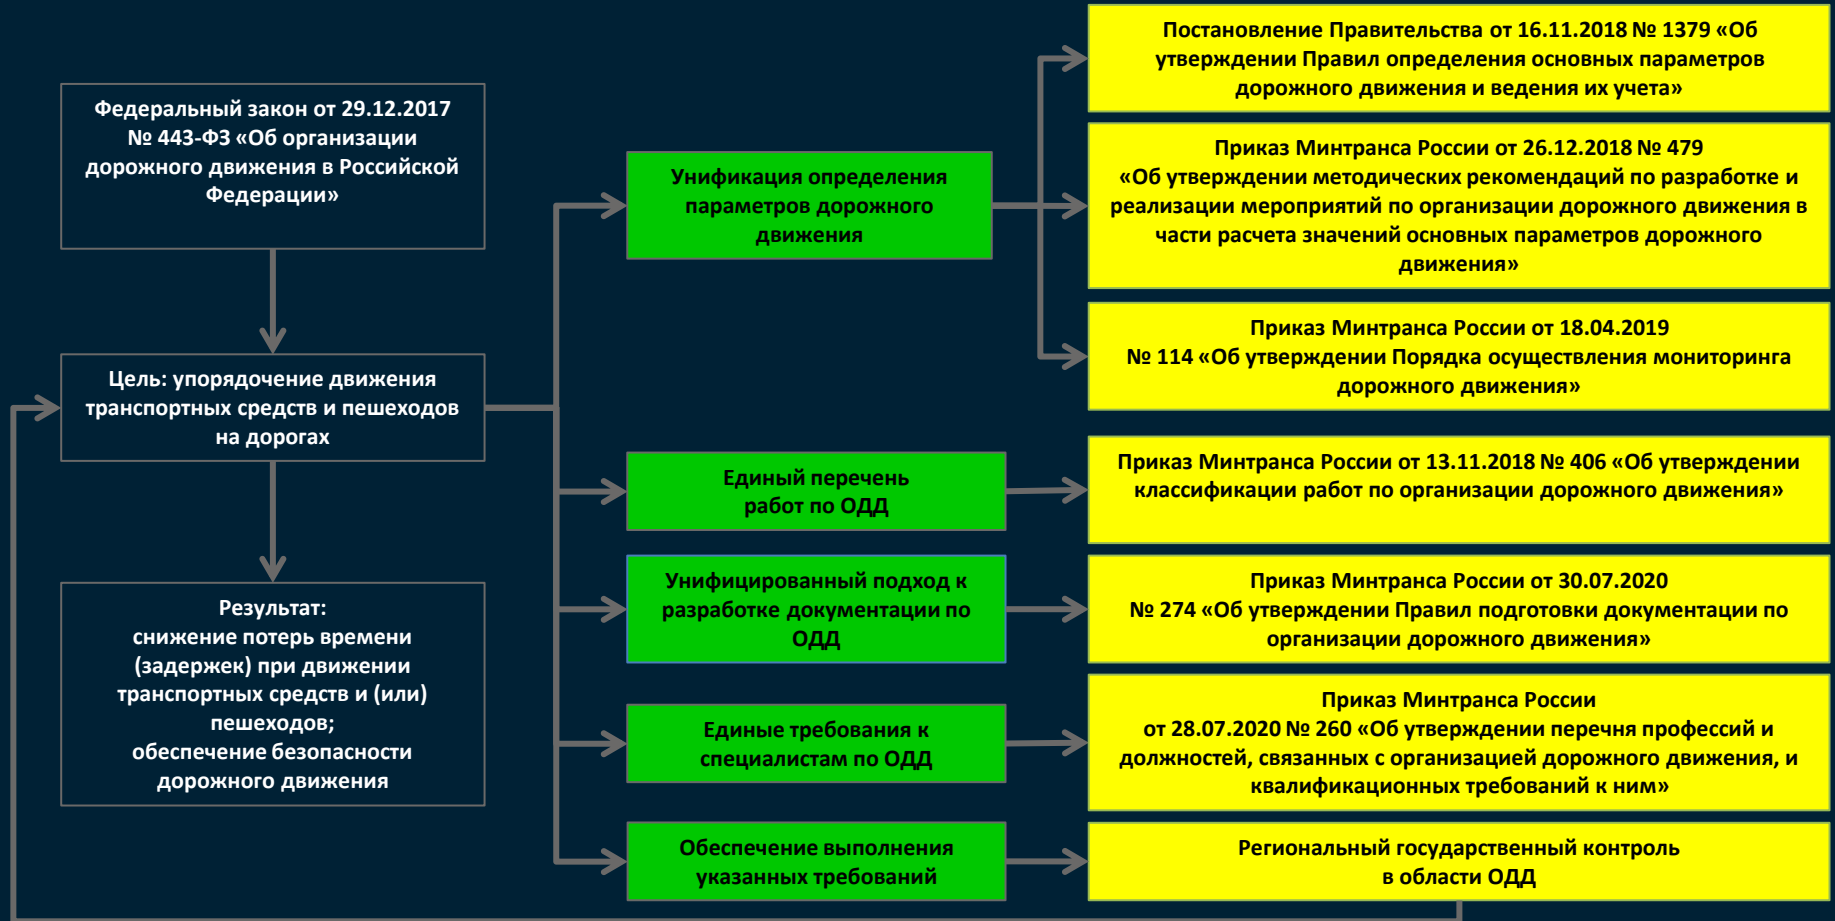 Федеральный закон от 29.12.2017
№ 443-ФЗ «Об организации
дорожного движения в Российской
Федерации»
Цель: упорядочение движения
транспортных средств и пешеходов
на дорогах
Результат:
снижение потерь времени
(задержек) при движении
транспортных средств и (или)
пешеходов;
обеспечение безопасности
дорожного движения
Унификация определения
параметров дорожного
движения
Единый перечень
работ по ОДД
Унифицированный подход к
разработке документации по
ОДД
Единые требования к
специалистам по ОДД
Обеспечение выполнения
указанных требований
Постановление Правительства от 16.11.2018 № 1379 «Об
утверждении Правил определения основных параметров
дорожного движения и ведения их учета»
Приказ Минтранса России от 26.12.2018 № 479
«Об утверждении методических рекомендаций по разработке и
реализации мероприятий по организации дорожного движения в
части расчета значений основных параметров дорожного
движения»
Приказ Минтранса России от 18.04.2019
№ 114 «Об утверждении Порядка осуществления мониторинга
дорожного движения»
Приказ Минтранса России от 13.11.2018 № 406 «Об утверждении
классификации работ по организации дорожного движения»
Приказ Минтранса России от 30.07.2020
№ 274 «Об утверждении Правил подготовки документации по
организации дорожного движения»
Приказ Минтранса России
от 28.07.2020 № 260 «Об утверждении перечня профессий и
должностей, связанных с организацией дорожного движения, и
квалификационных требований к ним»
Региональный государственный контроль
в области ОДД